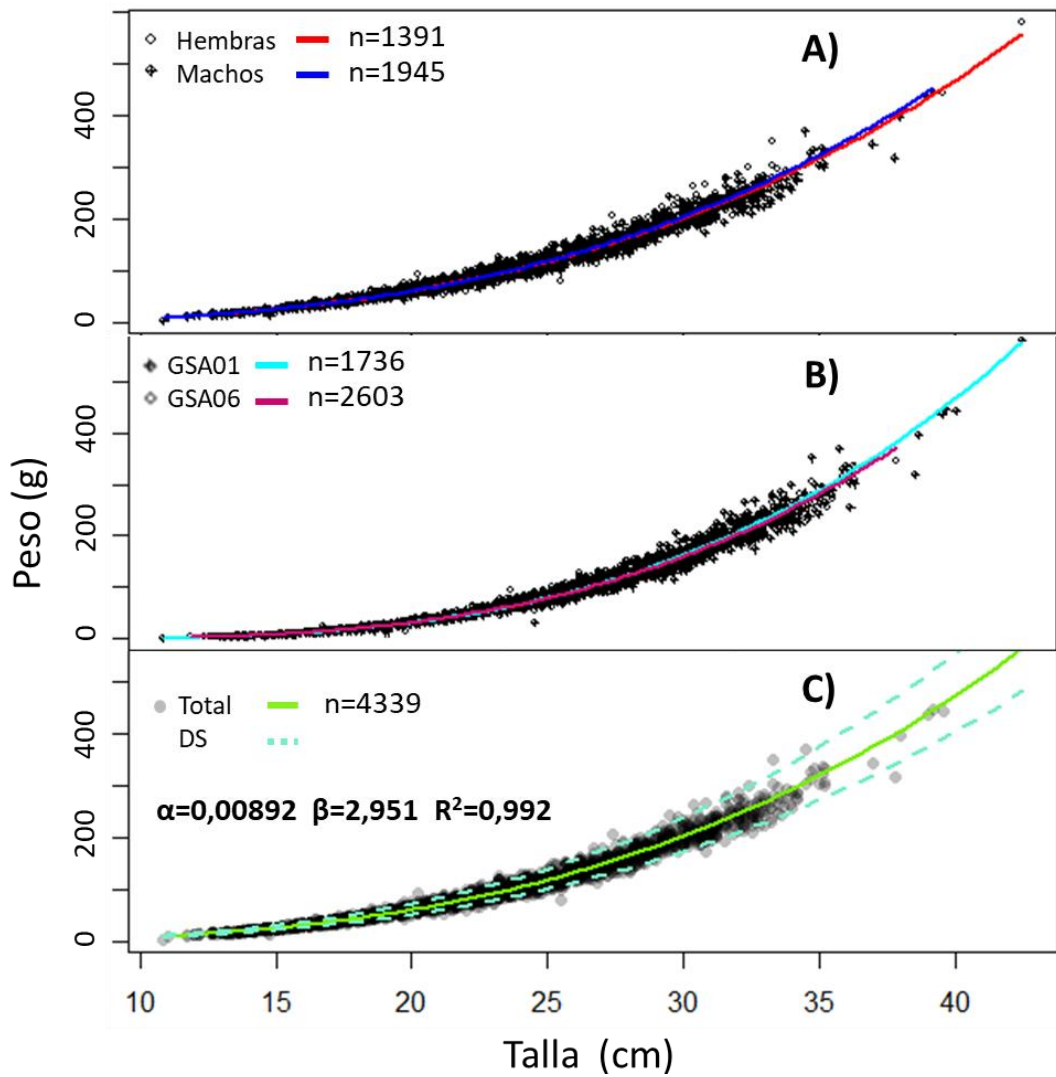 Hembras n=1391
Machos n=1945
A)
400
200
0
GSA01 n=1736
GSA06 n=2603
B)
400
200
0
Peso (g)
Total n=4339
DS
C)
α=0,00892 β=2,951 R²=0,992
400
200
0
10 15 20 25 30 35 40
Talla (cm)